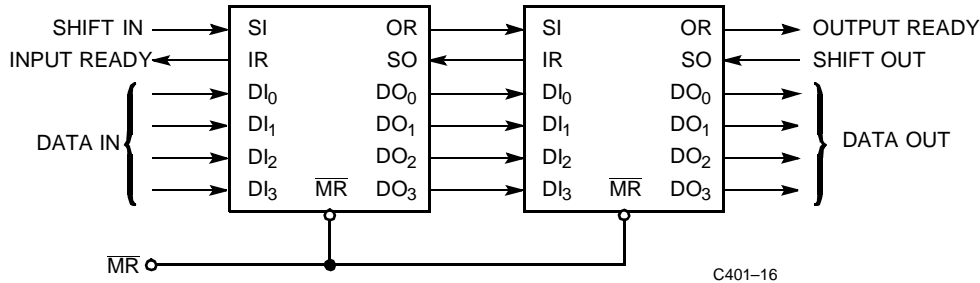 SHIFT IN SI OR SI OR OUTPUT READY
INPUT READY IR SO IR SO SHIFT OUT
DI0 DO0 DI0 DO0
DATA IN DI1 DO1 DI1 DO1 DATA OUT
DI2 DO2 DI2 DO2
DI3 MR DO3 DI3 MR DO3
MR
C401–16